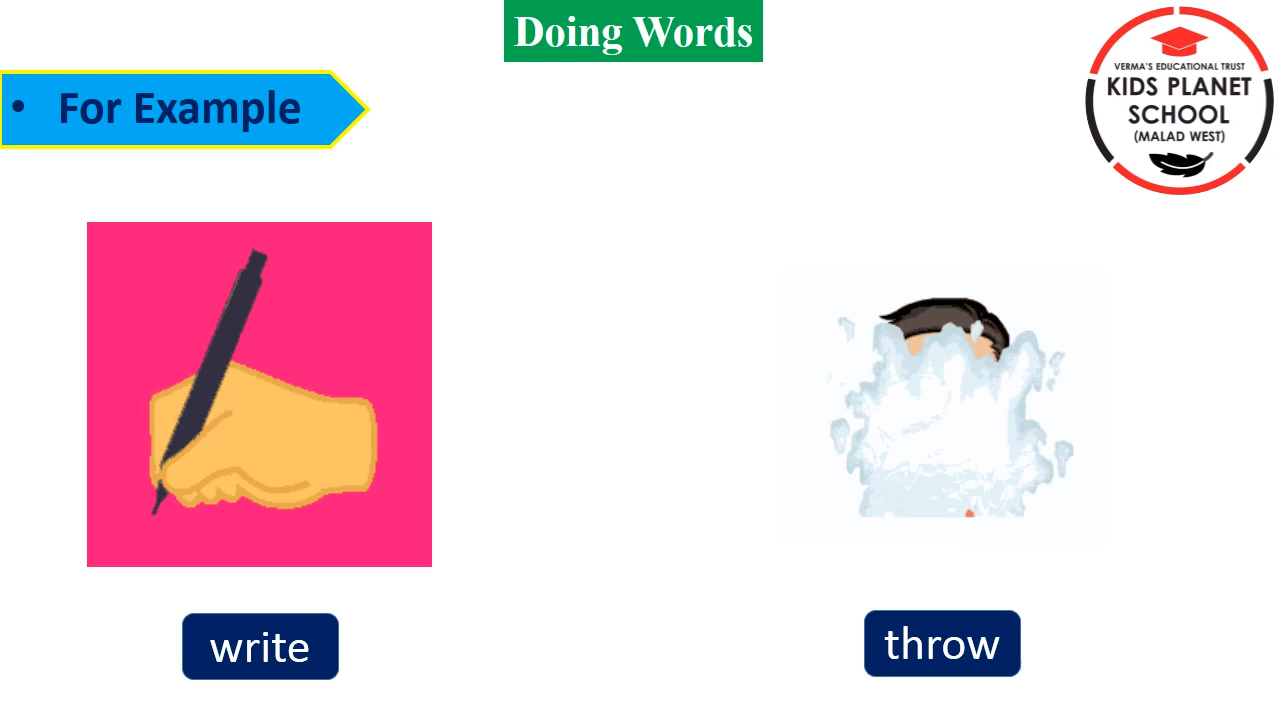 Doing Words
VERMA'S EDUCATIONAL TRUST
KIDS PLANET
SCHOOL
(MALAD WEST)
• For Example
write
throw